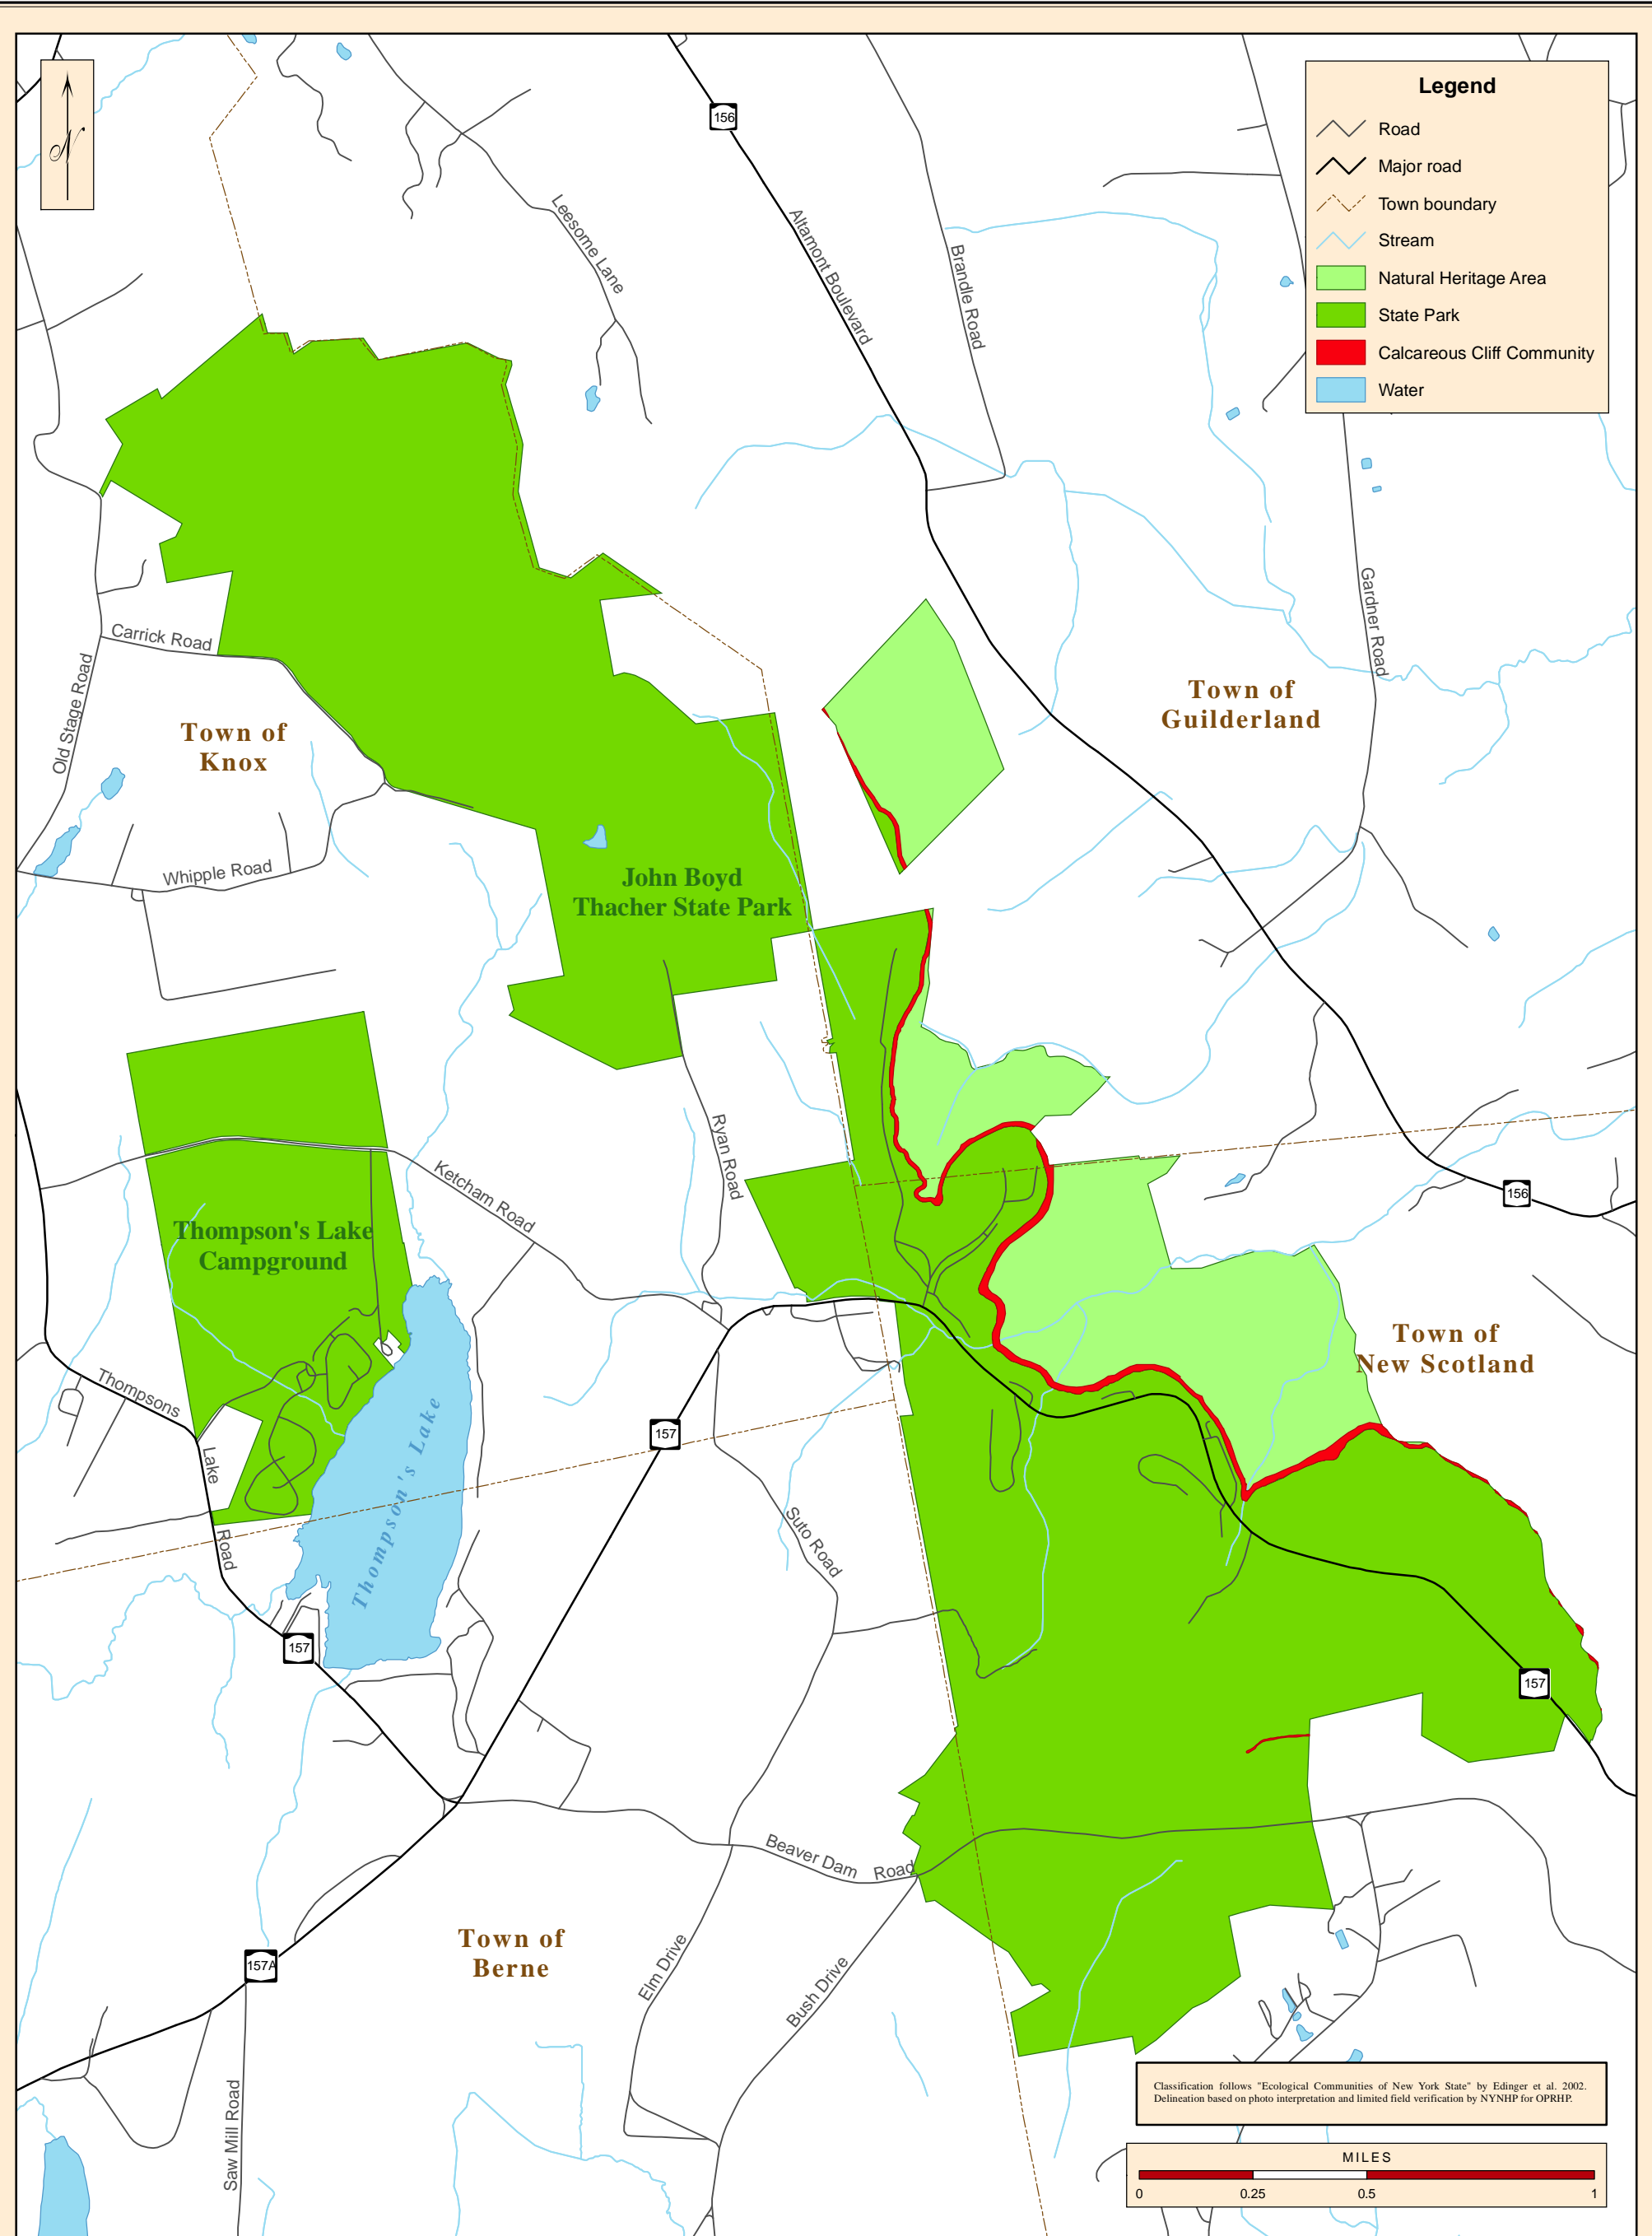 N
Legend
Road
Major road
Town boundary
Stream
Natural Heritage Area
State Park
Calcareous Cliff Community
Water
156
Leesome Lane
Altamont Boulevard
Brandle Road
Gardner Road
Carrick Road
Old Stage Road
Town of
Knox
Town of
Guilderland
Whipple Road
John Boyd
Thacher State Park
Ryan Road
Ketcham Road
156
Thompson's Lake
Campground
Town of
New Scotland
Thompsons
Lake
Road
Thompson's Lake
157
Suto Road
157
157
Beaver Dam Road
Town of
Berne
157A
Elm Drive
Bush Drive
Saw Mill Road
Classification follows "Ecological Communities of New York State" by Edinger et al. 2002.
Delineation based on photo interpretation and limited field verification by NYNHP for OPRHP.
MILES
0 0.25 0.5 1